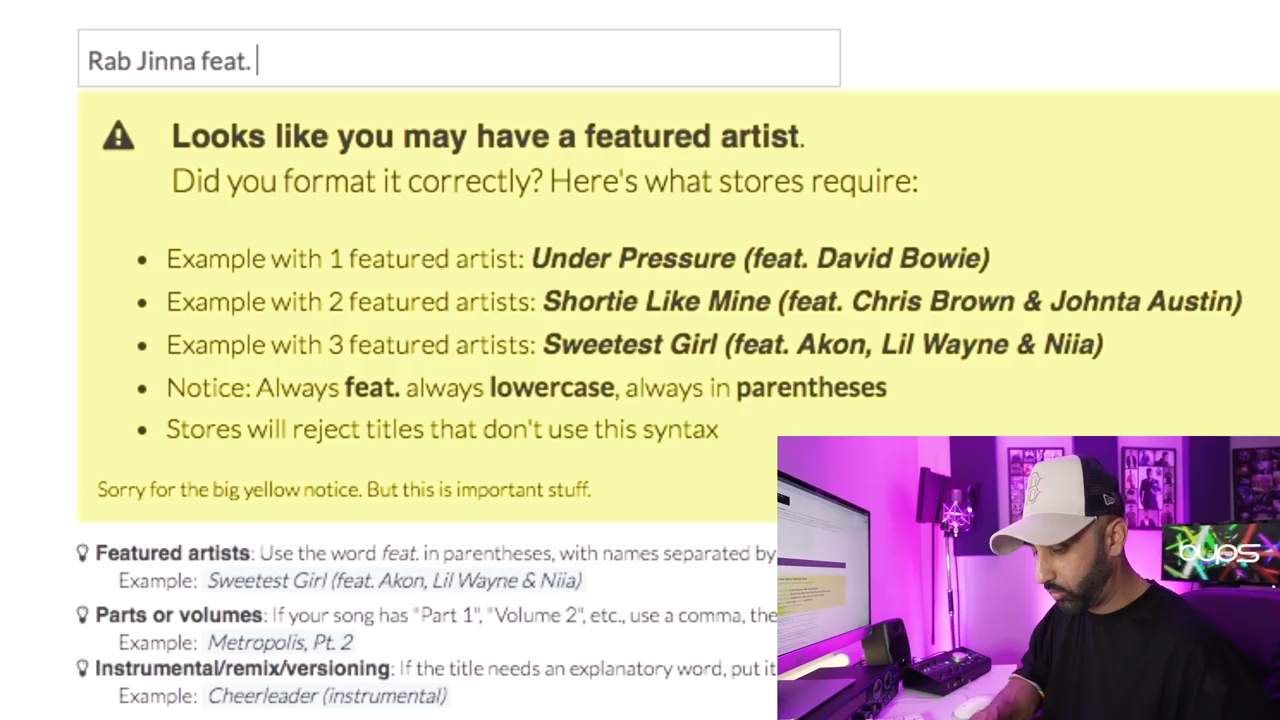 Rab Jinna feat.
Looks like you may have a featured artist.
Did you format it correctly? Here's what stores require:
• Example with 1 featured artist: Under Pressure (feat. David Bowie)
• Example with 2 featured artists: Shortie Like Mine (feat. Chris Brown & Johnta Austin)
• Example with 3 featured artists: Sweetest Girl (feat. Akon, Lil Wayne & Niia)
• Notice: Always feat. always lowercase, always in parentheses
• Stores will reject titles that don't use this syntax
Sorry for the big yellow notice. But this is important stuff.
Featured artists: Use the word feat. in parentheses, with names separated by
Example: Sweetest Girl (feat. Akon, Lil Wayne & Niia)
Parts or volumes: If your song has "Part 1", "Volume 2", etc., use a comma, the
Example: Metropolis, Pt. 2
Instrumental/remix/versioning: If the title needs an explanatory word, put it
Example: Cheerleader (instrumental)
bups